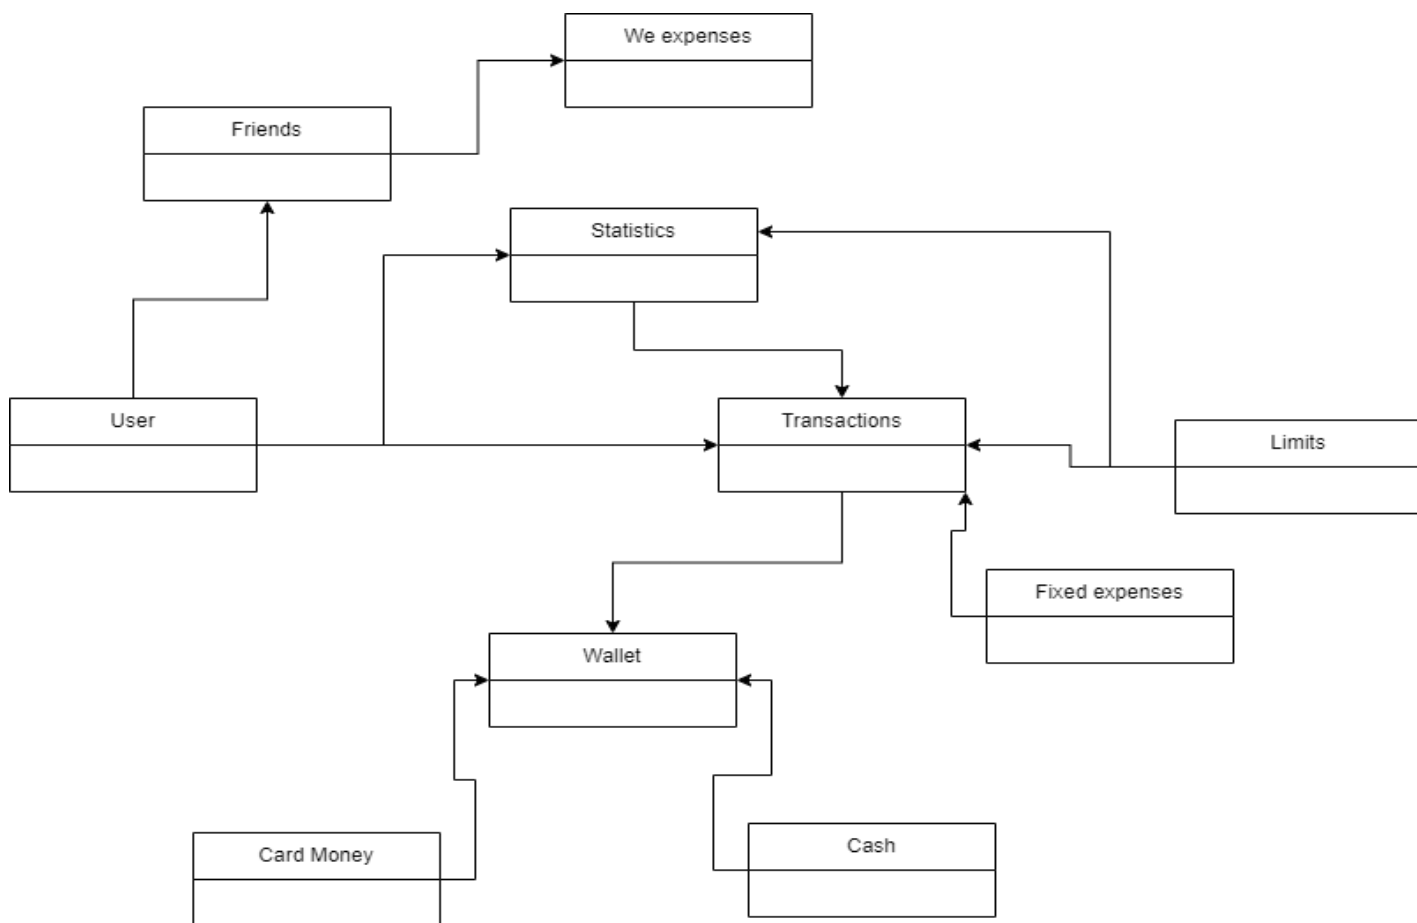 We expenses
Friends
Statistics
User
Transactions
Limits
Fixed expenses
Wallet
Card Money
Cash